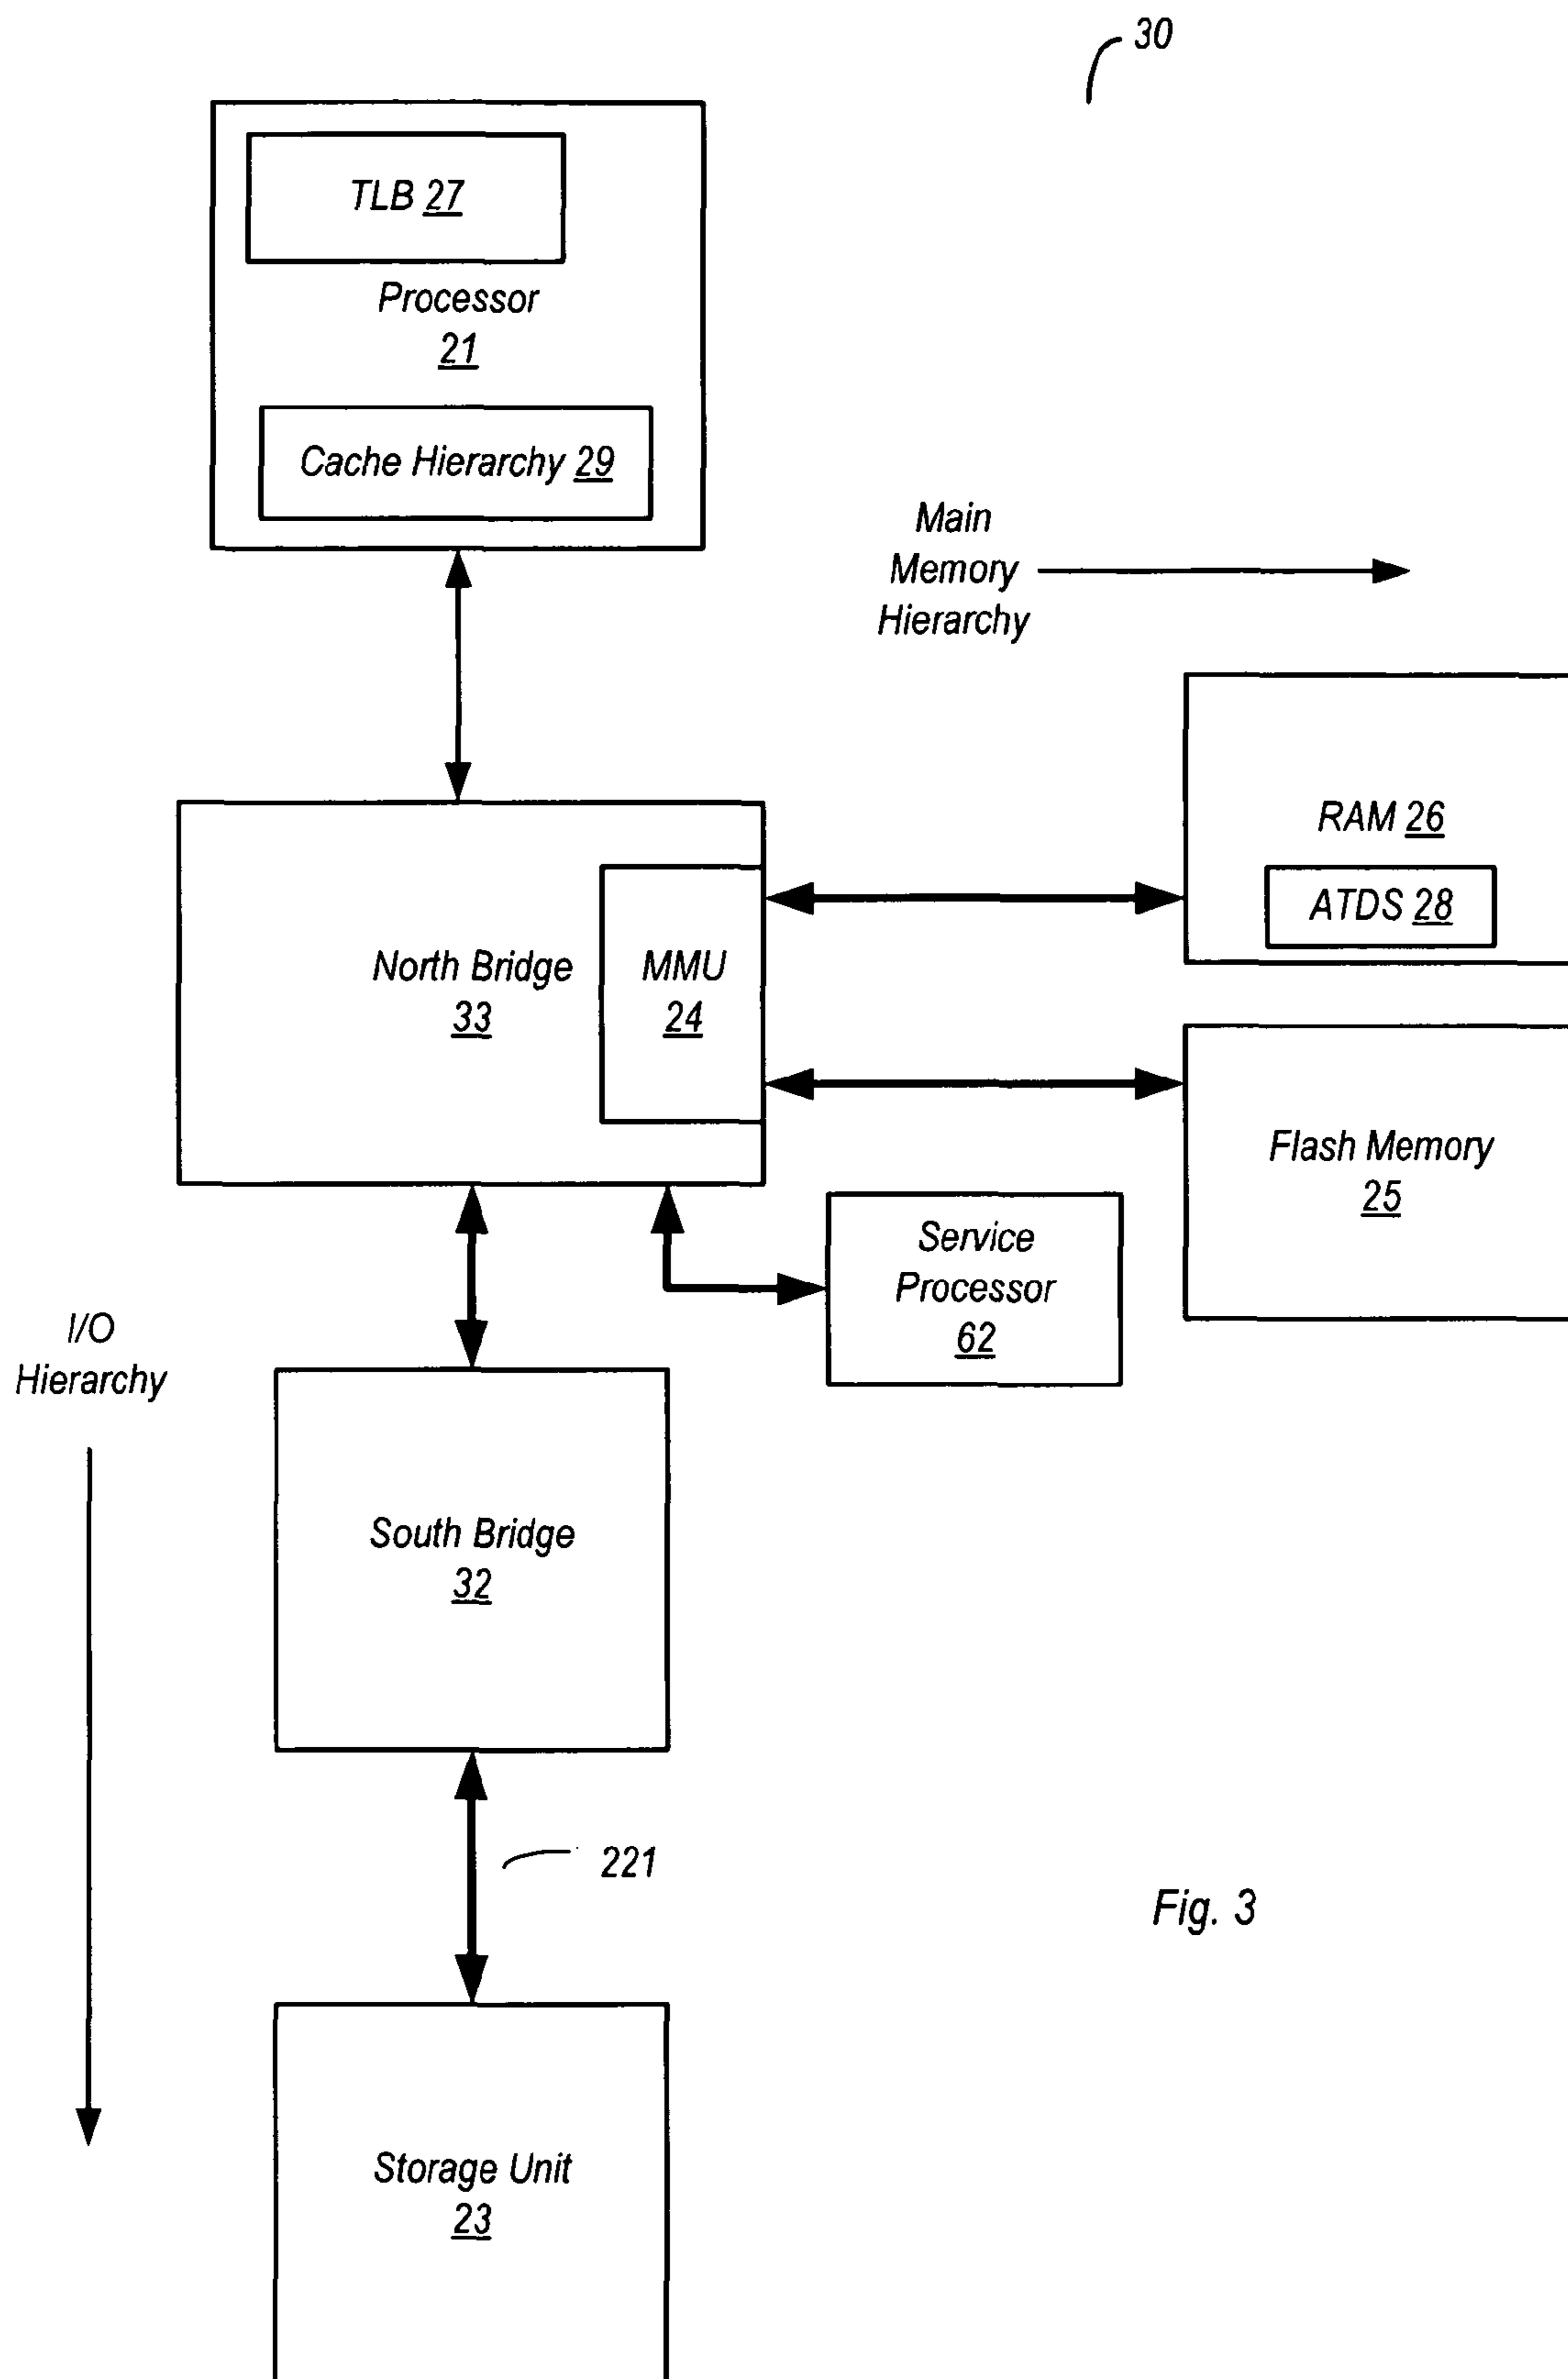 30
TLB 27
Processor
21
Cache Hierarchy 29
Main
Memory
Hierarchy
RAM 26
ATDS 28
North Bridge
33
MMU
24
Flash Memory
25
Service
Processor
62
I/O
Hierarchy
South Bridge
32
221
Fig. 3
Storage Unit
23